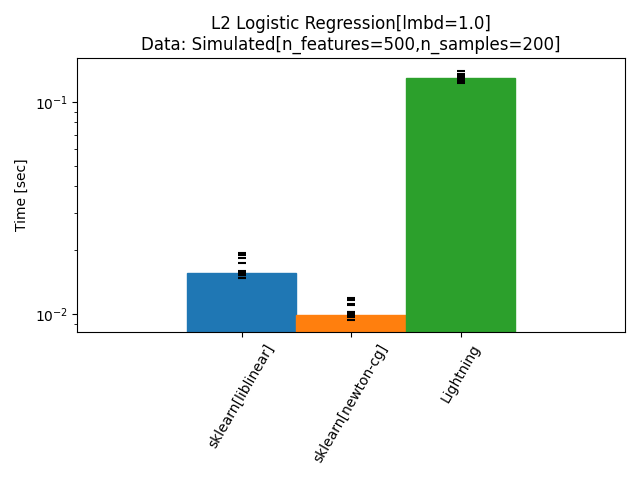 L2 Logistic Regression[lmbd=1.0]
Data: Simulated[n_features=500,n_samples=200]
Time [sec]
10⁻¹
10⁻²
sklearn[liblinear]
sklearn[newton-cg]
Lightning